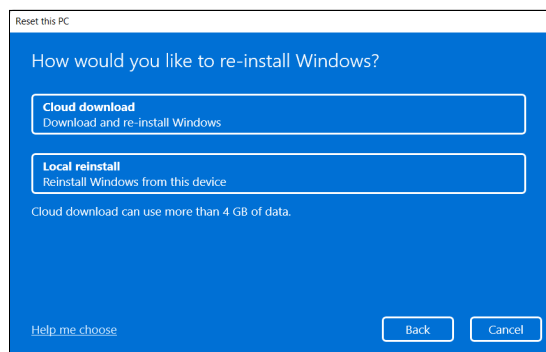 Reset this PC
How would you like to re-install Windows?
Cloud download
Download and re-install Windows
Local reinstall
Reinstall Windows from this device
Cloud download can use more than 4 GB of data.
Help me choose
Back
Cancel